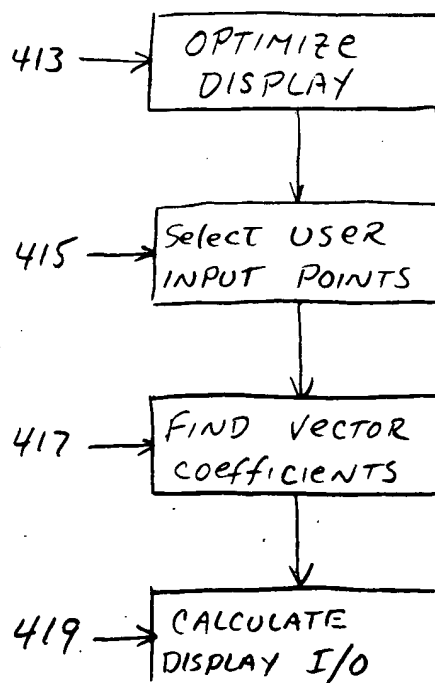 413
OPTIMIZE
DISPLAY
415
Select USER
INPUT POINTS
417
FIND VECTOR
COEFFICIENTS
419
CALCULATE
DISPLAY I/O